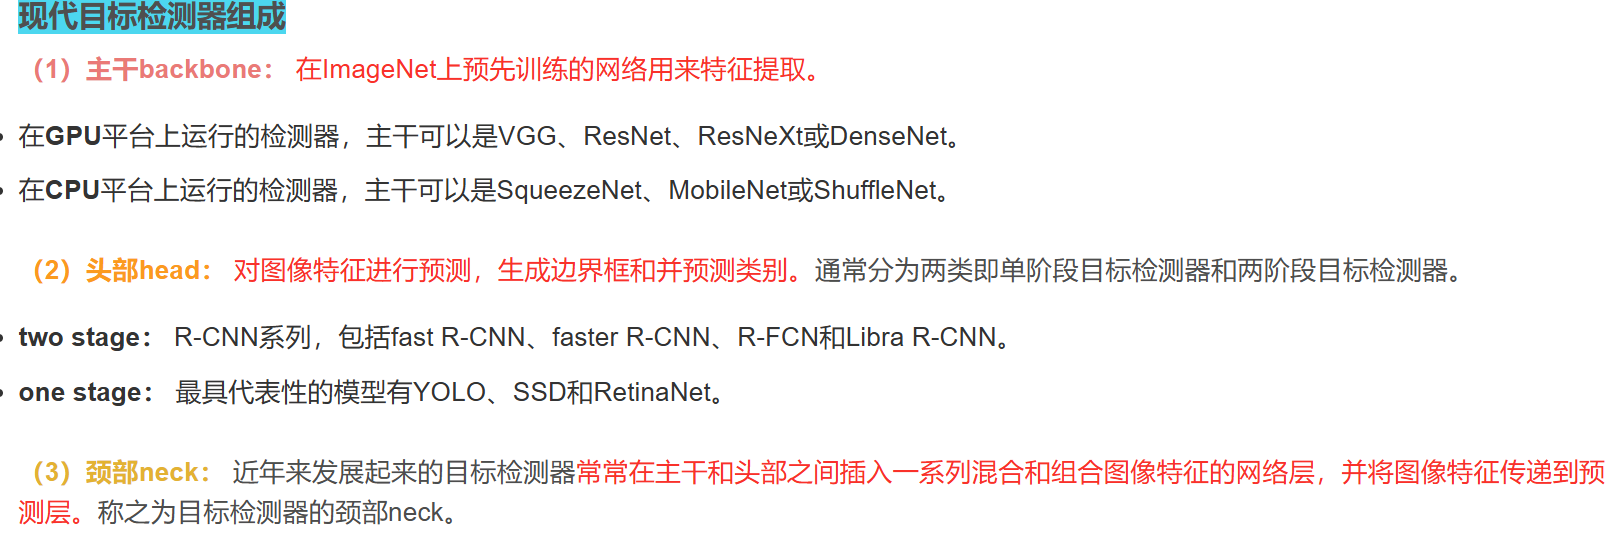 现代目标检测器组成
（1）主干backbone： 在ImageNet上预先训练的网络用来特征提取。
在GPU平台上运行的检测器，主干可以是VGG、ResNet、ResNeXt或DenseNet。
在CPU平台上运行的检测器，主干可以是SqueezeNet、MobileNet或ShuffleNet。
（2）头部head： 对图像特征进行预测，生成边界框和并预测类别。通常分为两类即单阶段目标检测器和两阶段目标检测器。
two stage： R-CNN系列，包括fast R-CNN、faster R-CNN、R-FCN和Libra R-CNN。
one stage： 最具代表性的模型有YOLO、SSD和RetinaNet。
（3）颈部neck： 近年来发展起来的目标检测器常常在主干和头部之间插入一系列混合和组合图像特征的网络层，并将图像特征传递到预
测层。称之为目标检测器的颈部neck。